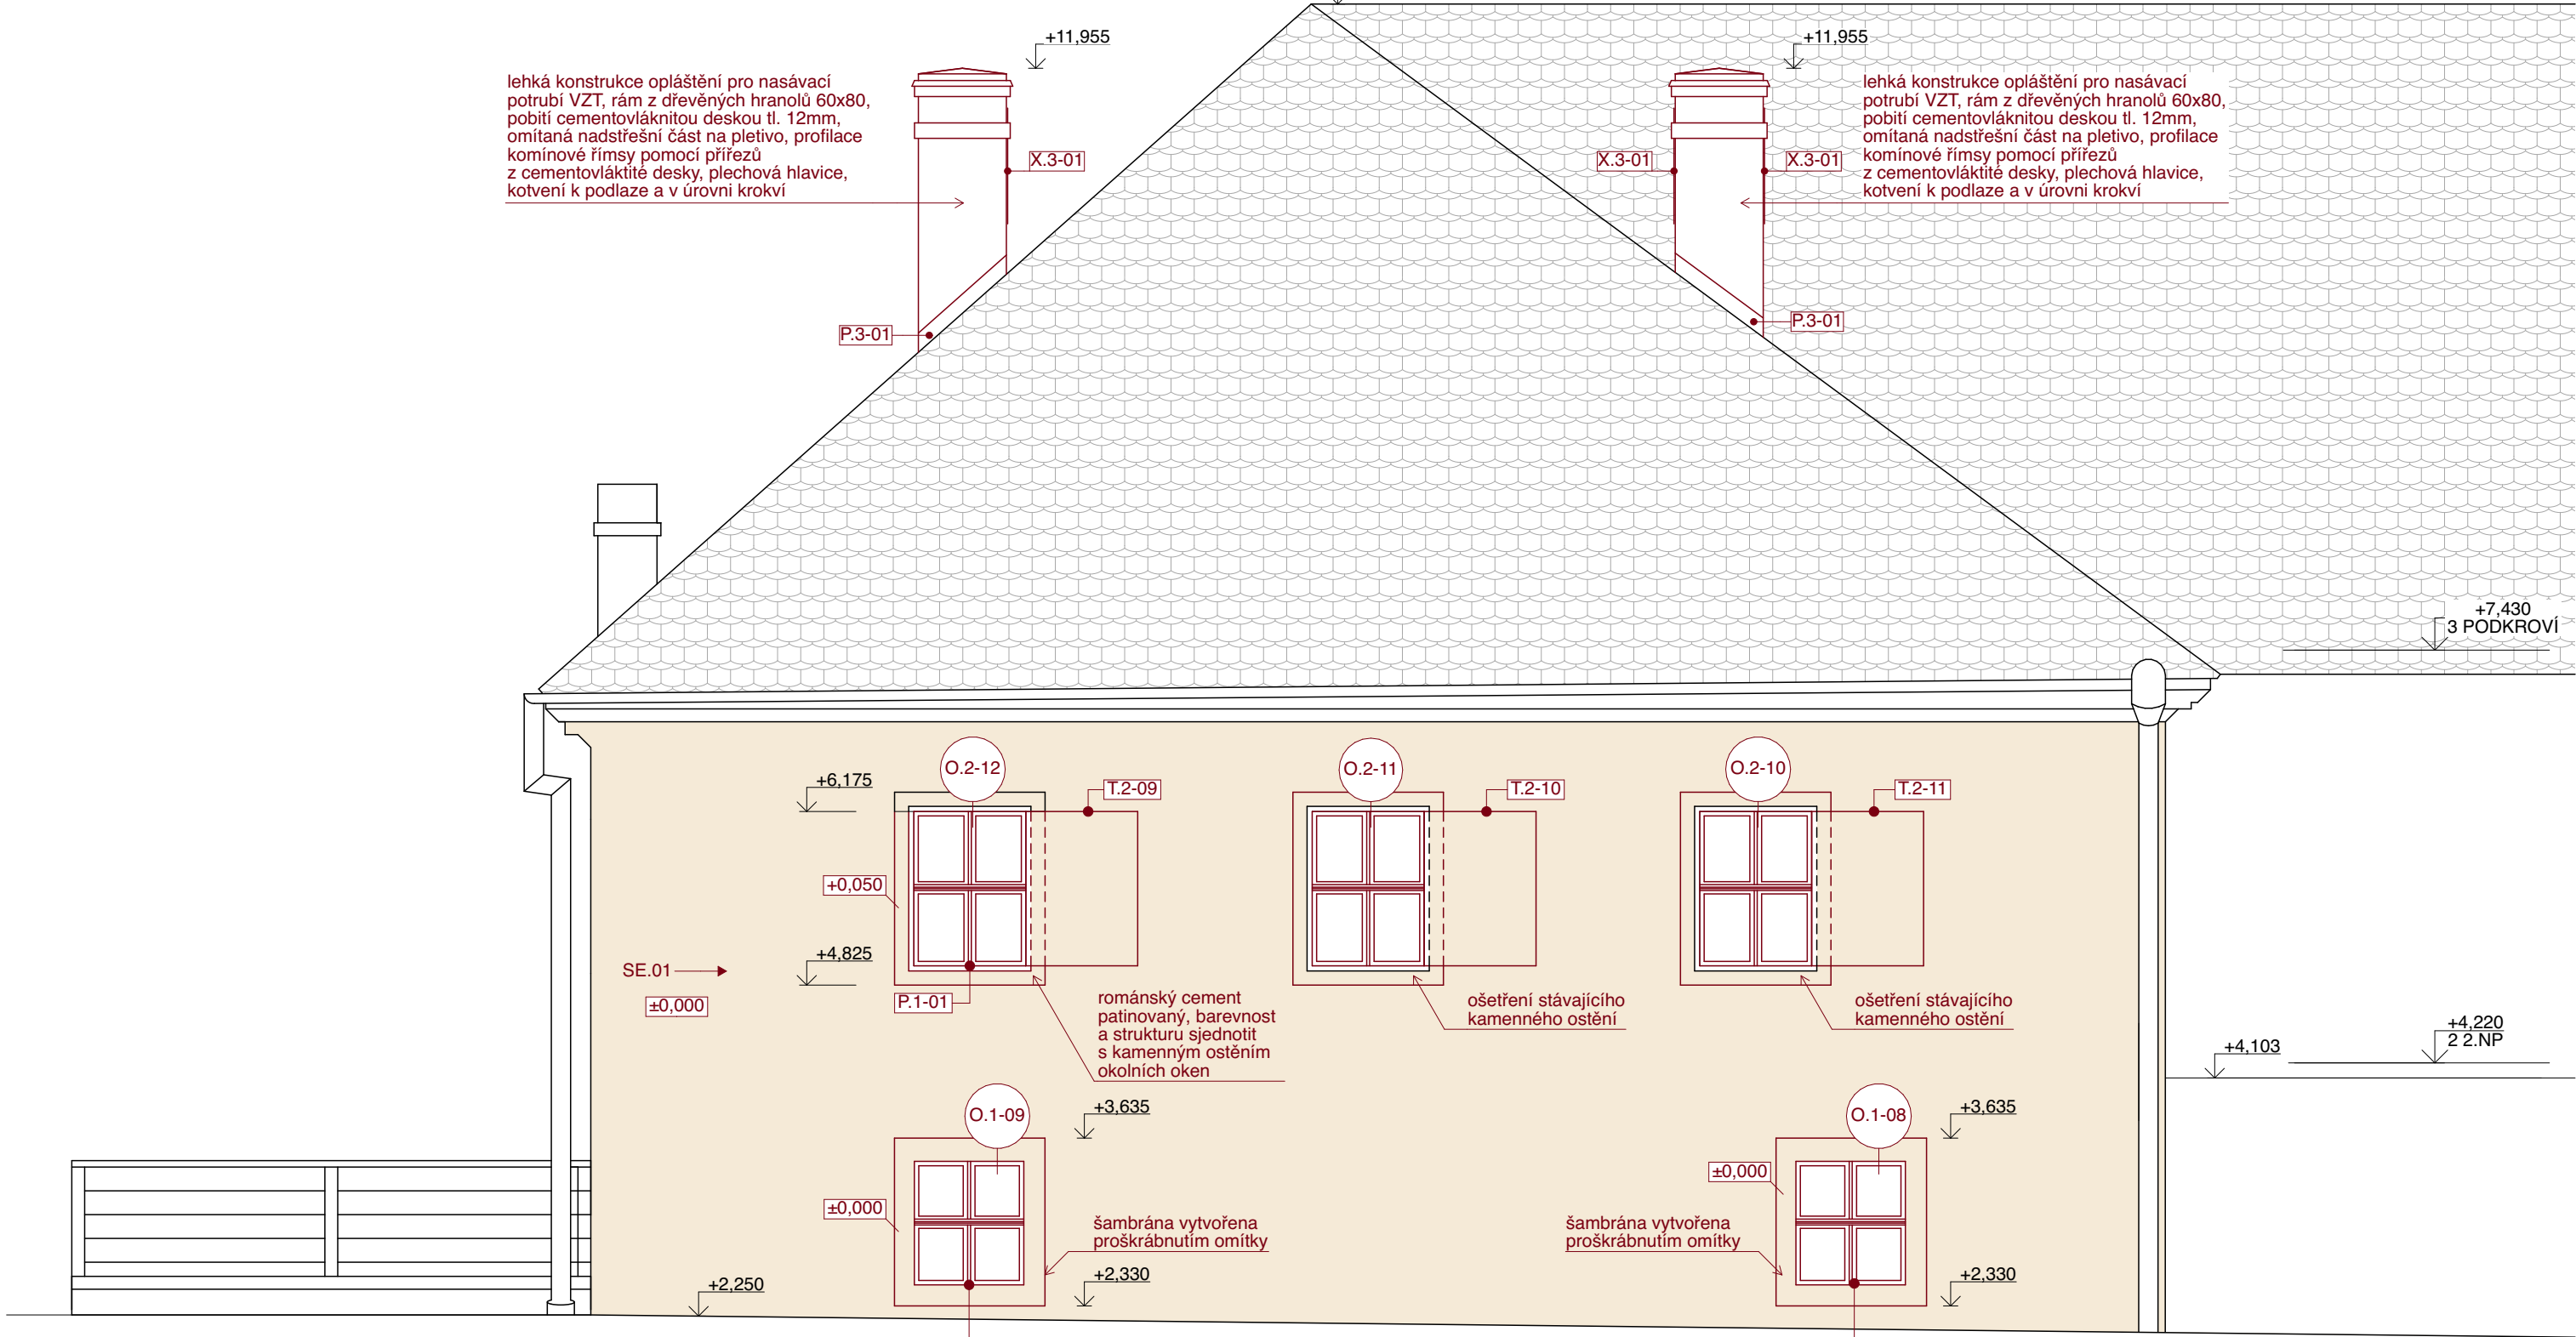 +11,955
+11,955
lehká konstrukce opláštění pro nasávací
potrubí VZT, rám z dřevěných hranolů 60x80,
pobití cementovláknitou deskou tl. 12mm,
omítaná nadstřešní část na pletivo, profilace
komínové římsy pomocí přířezů
z cementovláktité desky, plechová hlavice,
kotvení k podlaze a v úrovni krokví
X.3-01
P.3-01
lehká konstrukce opláštění pro nasávací
potrubí VZT, rám z dřevěných hranolů 60x80,
pobití cementovláknitou deskou tl. 12mm,
omítaná nadstřešní část na pletivo, profilace
komínové římsy pomocí přířezů
z cementovláktité desky, plechová hlavice,
kotvení k podlaze a v úrovni krokví
X.3-01
X.3-01
P.3-01
+7,430
3 PODKROVÍ
O.2-12
O.2-11
O.2-10
+6,175
T.2-09
T.2-10
T.2-11
+0,050
+4,825
SE.01
±0,000
P.1-01
románský cement
patinovaný, barevnost
a strukturu sjednotit
s kamenným ostěním
okolních oken
ošetření stávajícího
kamenného ostění
ošetření stávajícího
kamenného ostění
+4,220
2 2.NP
+4,103
O.1-09
+3,635
O.1-08
+3,635
±0,000
±0,000
šambrána vytvořena
proškrábnutím omítky
šambrána vytvořena
proškrábnutím omítky
+2,250
+2,330
+2,330